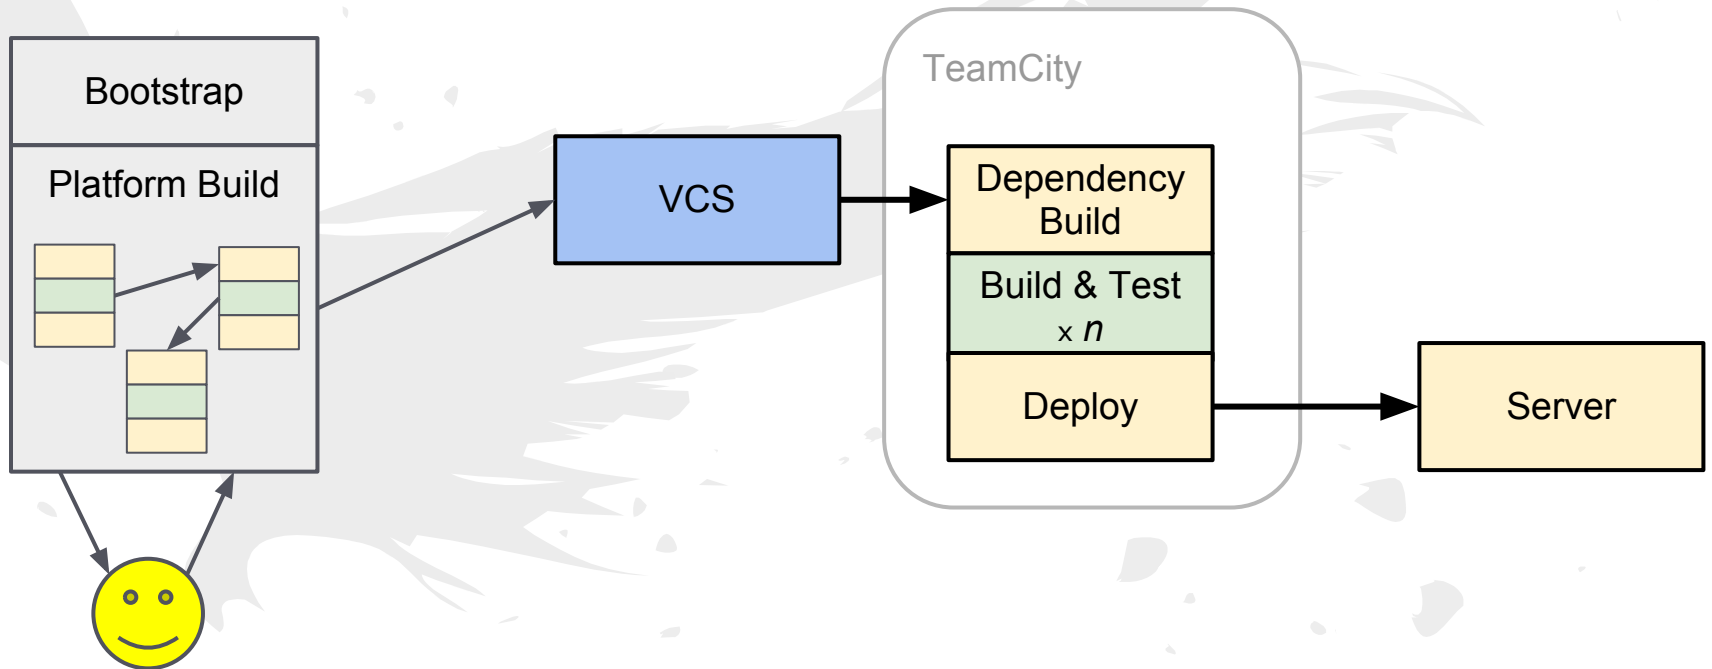 Bootstrap
Platform Build
VCS
TeamCity
Dependency
Build
Build & Test
x n
Deploy
Server